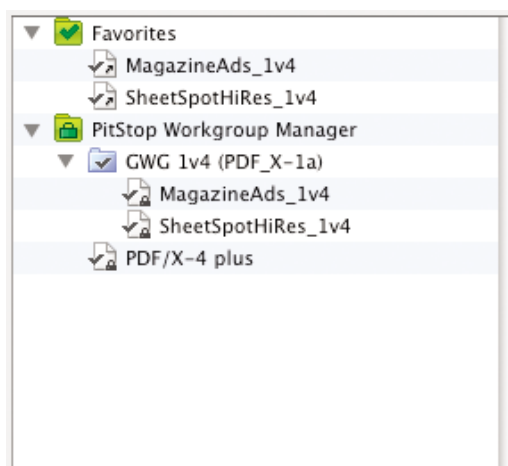 Favorites
MagazineAds_1v4
SheetSpotHiRes_1v4
PitStop Workgroup Manager
GWG 1v4 (PDF_X-1a)
MagazineAds_1v4
SheetSpotHiRes_1v4
PDF/X-4 plus